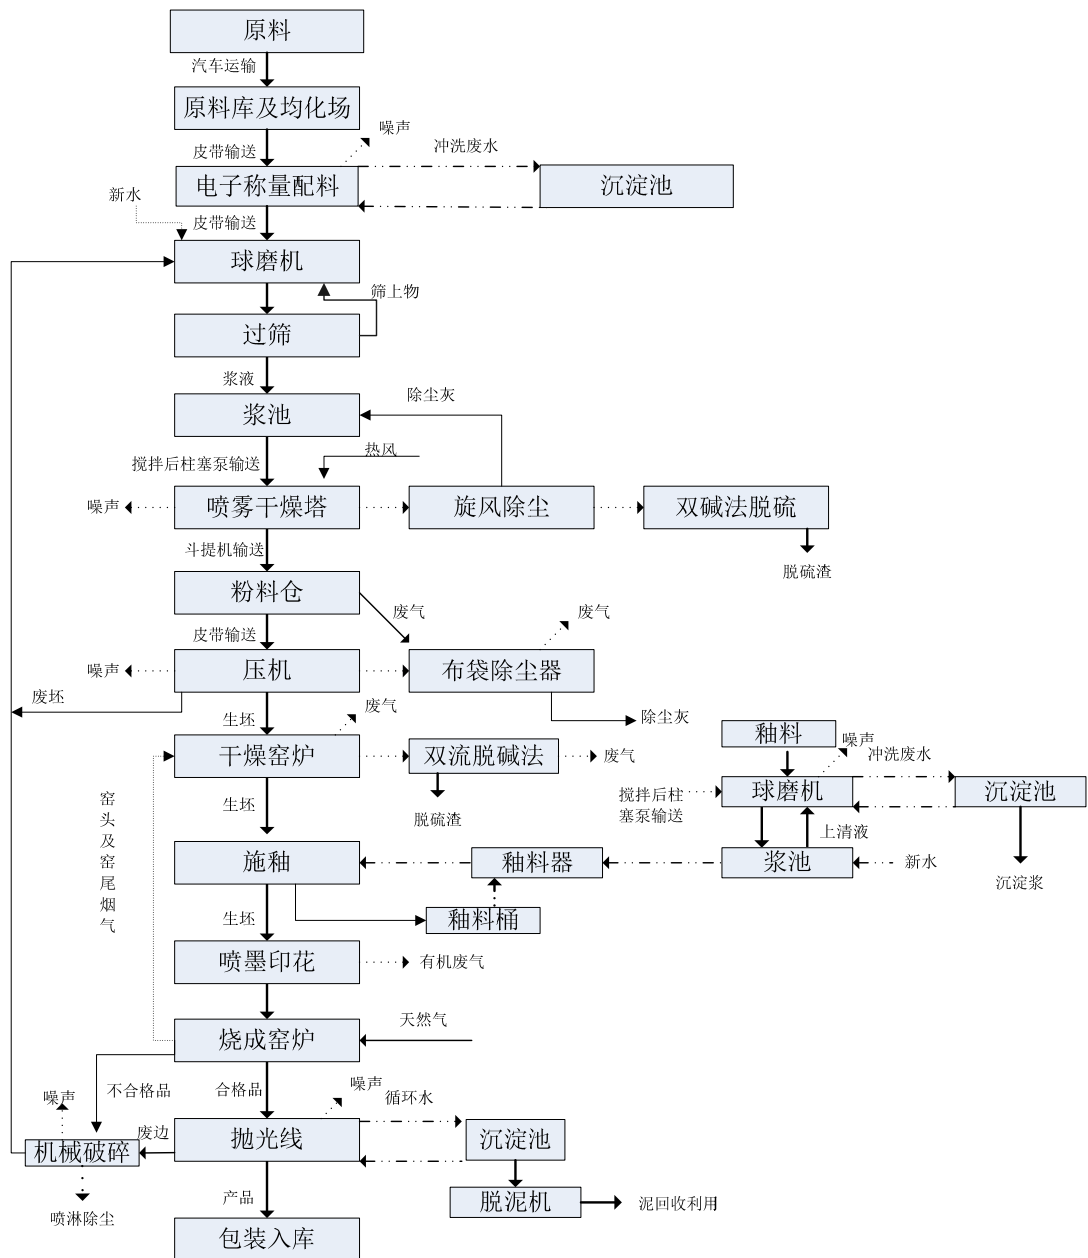 原料
汽车运输
原料库及均化场
噪声
皮带输送
冲洗废水
电子称量配料
沉淀池
新水
皮带输送
球磨机
筛上物
过筛
浆液
除尘灰
浆池
热风
搅拌后柱塞泵输送
噪声
喷雾干燥塔
旋风除尘
双碱法脱硫
斗提机输送
脱硫渣
粉料仓
废气
废气
皮带输送
噪声
压机
布袋除尘器
废坯
生坯
废气
除尘灰
釉料
噪声
冲洗废水
干燥窑炉
双流脱碱法
废气
搅拌后柱
塞泵输送
球磨机
沉淀池
生坯
脱硫渣
上清液
窑
头
及
窑
尾
烟
气
施釉
釉料器
浆池
新水
沉淀浆
生坯
釉料桶
喷墨印花
有机废气
天然气
烧成窑炉
不合格品
合格品
噪声
循环水
噪声
废边
抛光线
沉淀池
机械破碎
产品
脱泥机
泥回收利用
喷淋除尘
包装入库